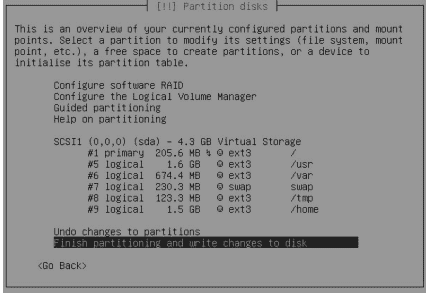 [!!] Partition disks
This is an overview of your currently configured partitions and mount
points. Select a partition to modify its settings (file system, mount
point, etc.), a free space to create partitions, or a device to
initialise its partition table.
Configure software RAID
Configure the Logical Volume Manager
Guided partitioning
Help on partitioning
SCSI1 (0,0,0) (sda) - 4.3 GB Virtual Storage
#1 primary 205.6 MB ext3 /
#5 logical 1.6 GB ext3 /usr
#6 logical 674.4 MB ext3 /var
#7 logical 230.3 MB swap swap
#8 logical 123.3 MB ext3 /tmp
#9 logical 1.5 GB ext3 /home
Undo changes to partitions
Finish partitioning and write changes to disk
<Go Back>